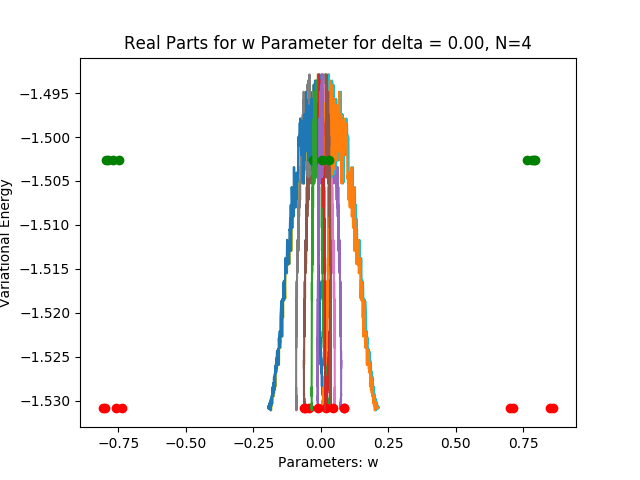 Real Parts for w Parameter for delta = 0.00, N=4
Variational Energy
−1.495
−1.500
−1.505
−1.510
−1.515
−1.520
−1.525
−1.530
−0.75 −0.50 −0.25 0.00 0.25 0.50 0.75
Parameters: w